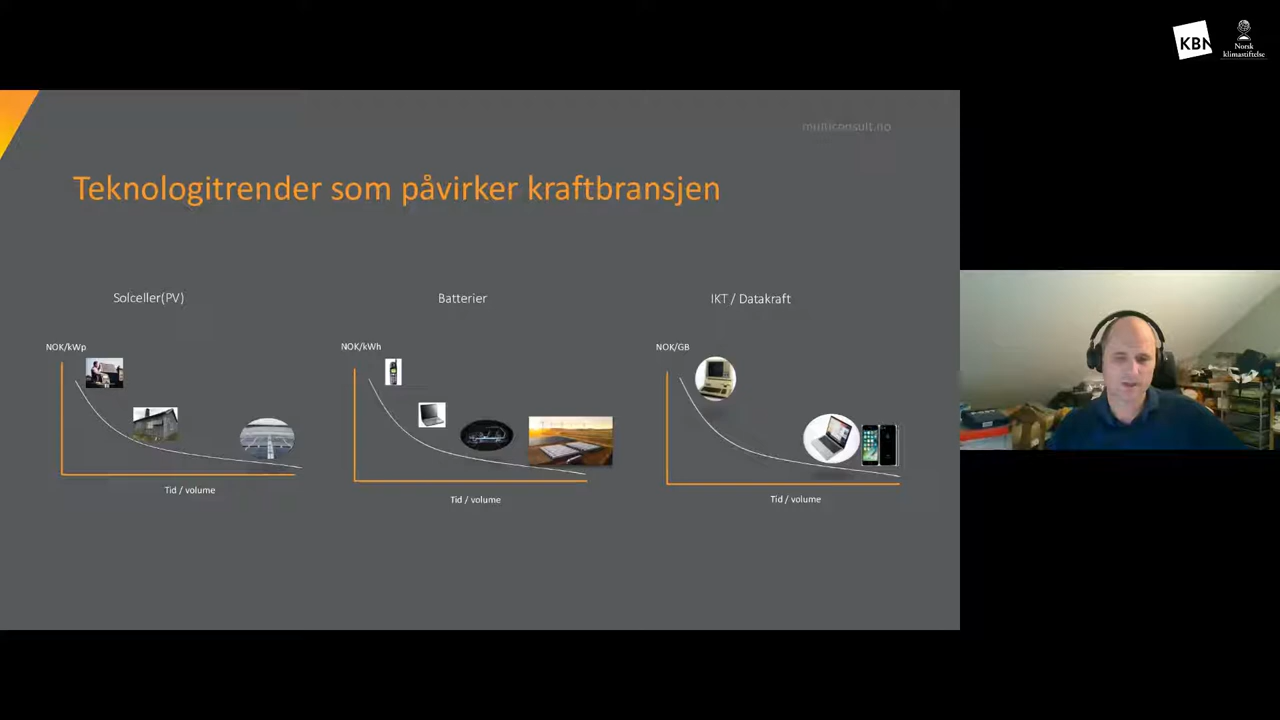 KBN
Norsk
klimastiftelse
multiconsult.no
Teknologitrender som påvirker kraftbransjen
Solceller(PV)
Batterier
IKT / Datakraft
NOK/kWp
NOK/kWh
NOK/GB
Tid / volume
Tid / volume
Tid / volume